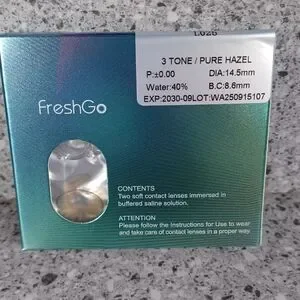 3 TONE / PURE HAZEL
P:±0.00 DIA:14.5mm
Water:40% B.C:8.6mm
EXP:2030-09LOT:WA250915107
FreshGo
CONTENTS
Two soft contact lenses immersed in
buffered saline solution.
ATTENTION
Please follow the Instructions for Use to wear
and take care of contact lenses in a proper way.